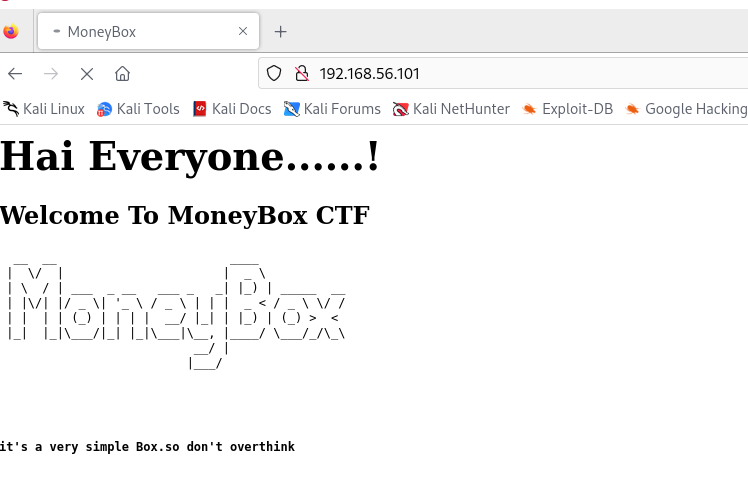 MoneyBox
192.168.56.101
Kali Linux Kali Tools Kali Docs Kali Forums Kali NetHunter Exploit-DB Google Hacking
Hai Everyone......!
Welcome To MoneyBox CTF
MoneyBox
it's a very simple Box.so don't overthink